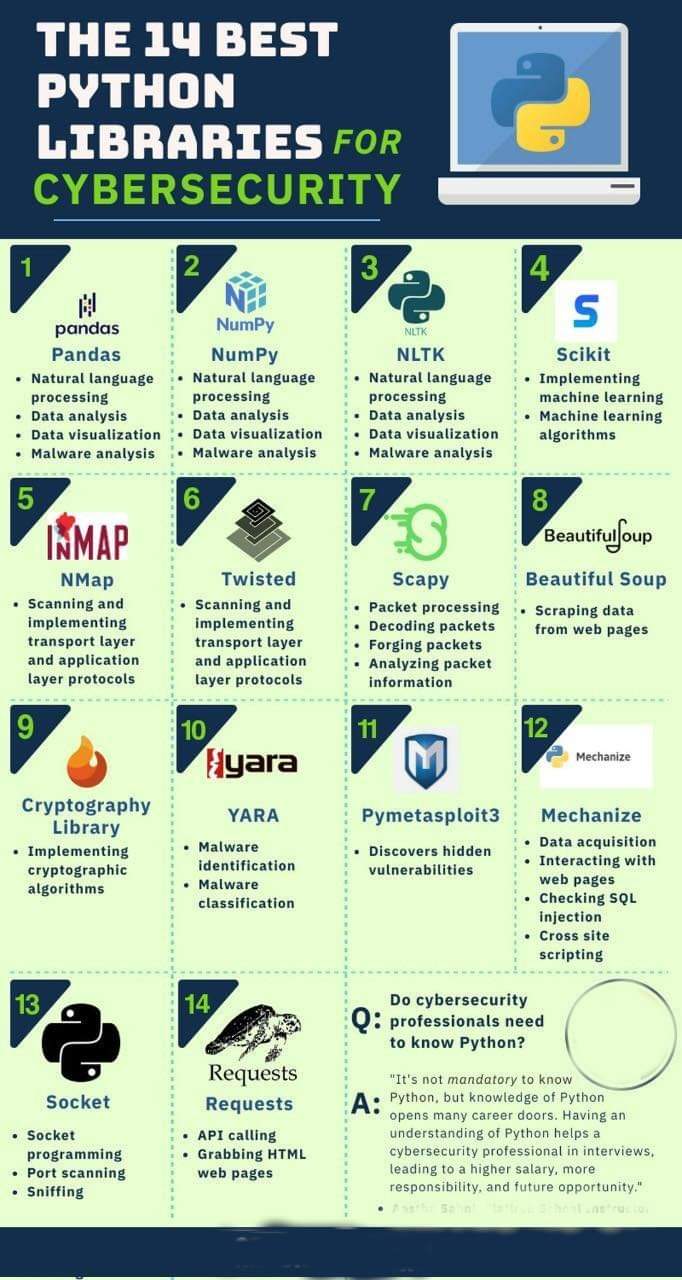 THE 14 BEST
PYTHON
LIBRARIES FOR
CYBERSECURITY
1
pandas
Pandas
• Natural language
processing
• Data analysis
• Data visualization
• Malware analysis
2
NumPy
NumPy
• Natural language
processing
• Data analysis
• Data visualization
• Malware analysis
3
NLTK
NLTK
• Natural language
processing
• Data analysis
• Data visualization
• Malware analysis
4
S
Scikit
• Implementing
machine learning
• Machine learning
algorithms
5
NMAP
NMap
• Scanning and
implementing
transport layer
and application
layer protocols
6
Twisted
• Scanning and
implementing
transport layer
and application
layer protocols
7
Scapy
• Packet processing
• Decoding packets
• Forging packets
• Analyzing packet
information
8
BeautifulSoup
Beautiful Soup
• Scraping data
from web pages
9
Cryptography
Library
• Implementing
cryptographic
algorithms
10
yara
YARA
• Malware
identification
• Malware
classification
11
M
Pymetasploit3
• Discovers hidden
vulnerabilities
12
Mechanize
Mechanize
• Data acquisition
• Interacting with
web pages
• Checking SQL
injection
• Cross site
scripting
13
Socket
• Socket
programming
• Port scanning
• Sniffing
14
Requests
Requests
• API calling
• Grabbing HTML
web pages
Q: Do cybersecurity
professionals need
to know Python?
A: "It's not mandatory to know
Python, but knowledge of Python
opens many career doors. Having an
understanding of Python helps a
cybersecurity professional in interviews,
leading to a higher salary, more
responsibility, and future opportunity."